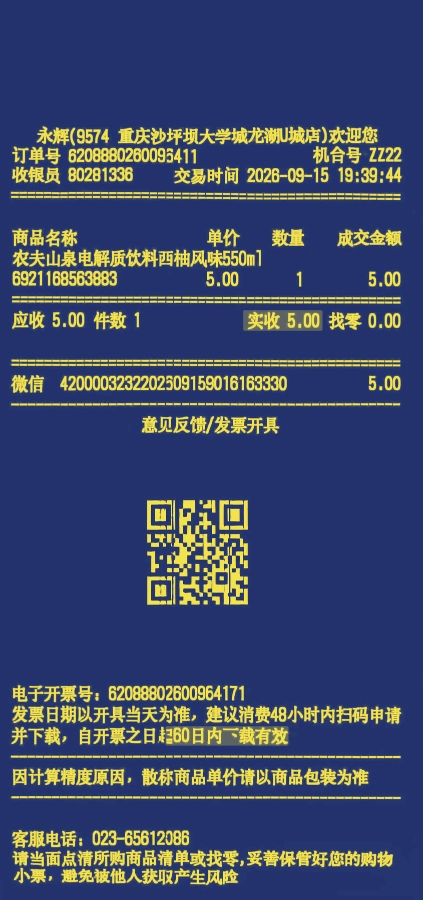 永辉(9574 重庆沙坪坝大学城龙湖U城店)欢迎您
订单号 6208880260096411 机台号 ZZ22
收银员 80281336 交易时间 2026-09-15 19:39:44
商品名称 单价 数量 成交金额
农夫山泉电解质饮料西柚风味550ml
6921168563883 5.00 1 5.00
应收 5.00 件数 1 实收 5.00 找零 0.00
微信 4200003232202609159016163330 5.00
意见反馈/发票开具
电子开票号: 62088802600964171
发票日期以开具当天为准，建议消费48小时内扫码申请
并下载，自开票之日起60日内下载有效
因计算精度原因，散称商品单价请以商品包装为准
客服电话: 023-65612086
请当面点清所购商品清单或找零,妥善保管好您的购物
小票，避免被他人获取产生风险